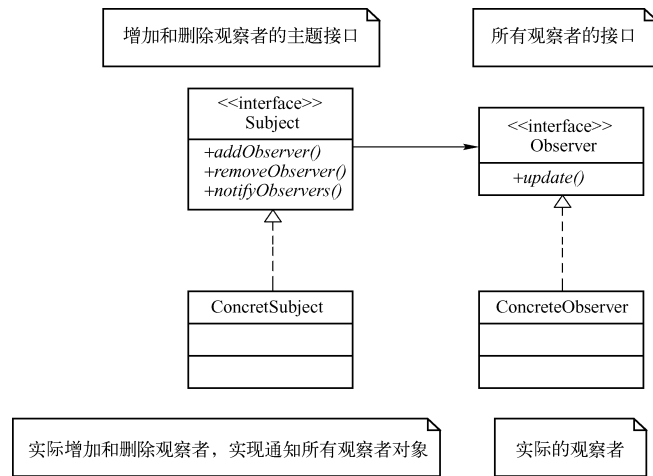 增加和删除观察者的主题接口
所有观察者的接口
<<interface>>
Subject
+addObserver()
+removeObserver()
+notifyObservers()
<<interface>>
Observer
+update()
ConcretSubject
ConcreteObserver
实际增加和删除观察者，实现通知所有观察者对象
实际的观察者